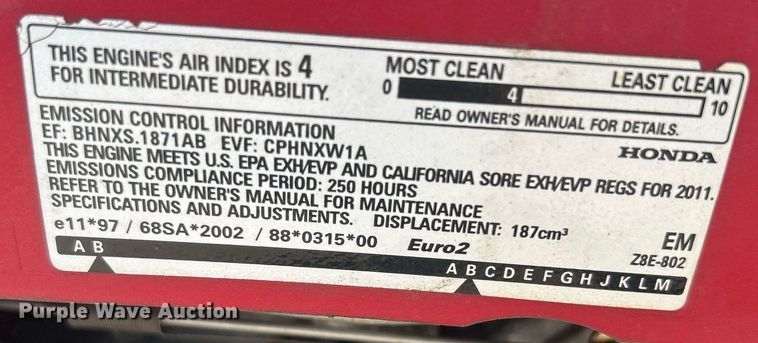 THIS ENGINE'S AIR INDEX IS 4
FOR INTERMEDIATE DURABILITY.
MOST CLEAN
LEAST CLEAN
0
4
10
READ OWNER'S MANUAL FOR DETAILS.
EMISSION CONTROL INFORMATION
EF: BHNXS.1871AB EVF: CPHNXW1A
HONDA
THIS ENGINE MEETS U.S. EPA EXH/EVP AND CALIFORNIA SORE EXH/EVP REGS FOR 2011.
EMISSIONS COMPLIANCE PERIOD: 250 HOURS
REFER TO THE OWNER'S MANUAL FOR MAINTENANCE
SPECIFICATIONS AND ADJUSTMENTS. DISPLACEMENT: 187cm³
e11*97 / 68SA*2002 / 88*0315*00 Euro2
EM
Z8E-802
A B
A B C D E F G H J K L M
Purple Wave Auction